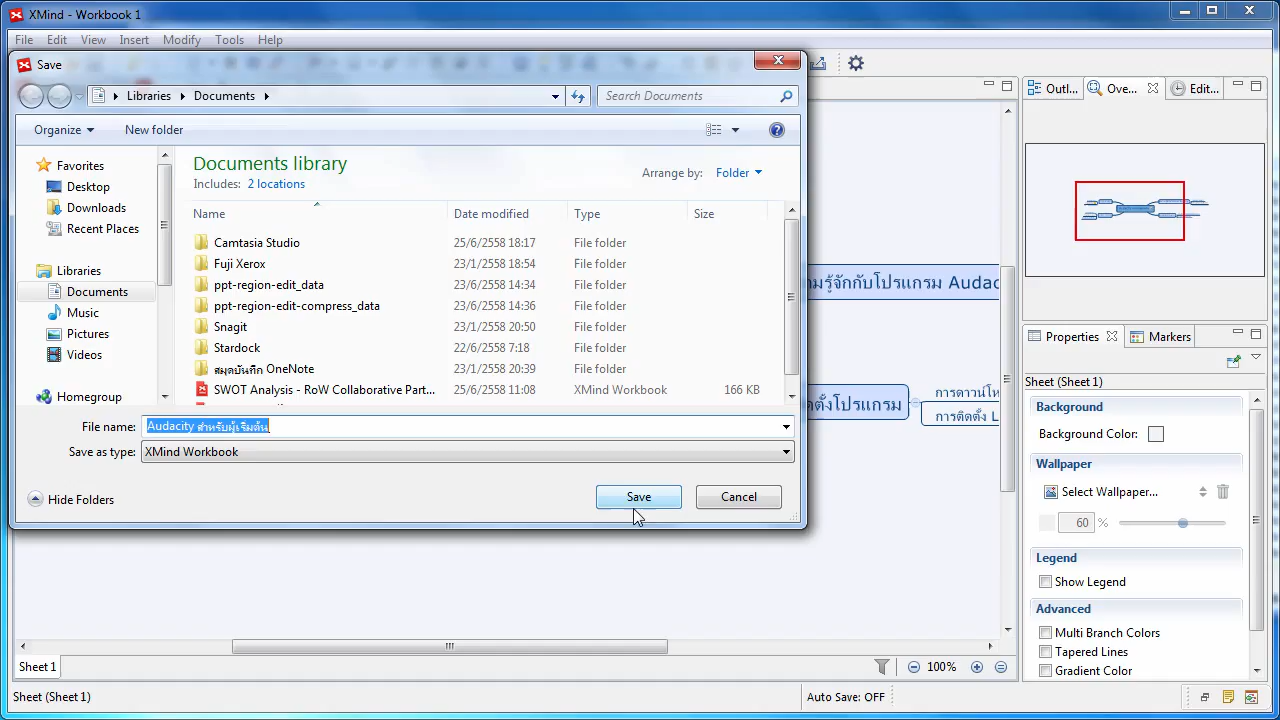 XMind - Workbook 1
File Edit View Insert Modify Tools Help
Save
Libraries Documents
Search Documents
Organize New folder
Documents library
Includes: 2 locations
Arrange by: Folder
Name Date modified Type Size
Camtasia Studio 25/6/2558 18:17 File folder
Fuji Xerox 23/1/2558 18:54 File folder
ppt-region-edit_data 25/6/2558 14:34 File folder
ppt-region-edit-compress_data 25/6/2558 14:36 File folder
Snagit 23/1/2558 20:50 File folder
Stardock 22/6/2558 7:18 File folder
สมุดบันทึก OneNote 23/1/2558 20:39 File folder
SWOT Analysis - RoW Collaborative Part... 25/6/2558 11:08 XMind Workbook 166 KB
Favorites
Desktop
Downloads
Recent Places
Libraries
Documents
Music
Pictures
Videos
Homegroup
File name: Audacity สำหรับผู้เริ่มต้น
Save as type: XMind Workbook
Hide Folders
Save Cancel
มรู้จักกับโปรแกรม Audac
ดตั้งโปรแกรม
การดาวน์โห
การติดตั้ง L
Sheet 1
100%
Sheet (Sheet 1)
Auto Save: OFF
Outl... Ove... Edit...
Properties Markers
Sheet (Sheet 1)
Background
Background Color:
Wallpaper
Select Wallpaper...
60 %
Legend
Show Legend
Advanced
Multi Branch Colors
Tapered Lines
Gradient Color